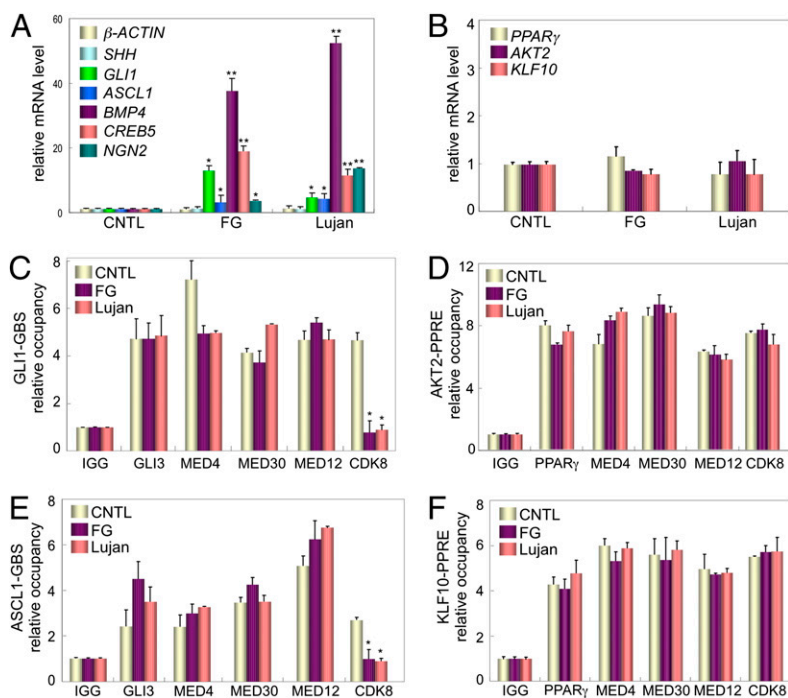 A
relative mRNA level
60
40
20
0
β-ACTIN
SHH
GLI1
ASCL1
BMP4
CREB5
NGN2
* * ** ** *
* * ** ** **
CNTL FG Lujan
B
relative mRNA level
4
3
2
1
0
PPARγ
AKT2
KLF10
CNTL FG Lujan
C
GLI1-GBS
relative occupancy
8
6
4
2
0
CNTL
FG
Lujan
* *
IGG GLI3 MED4 MED30 MED12 CDK8
D
AKT2-PPRE
relative occupancy
12
8
4
0
CNTL
FG
Lujan
IGG PPARγ MED4 MED30 MED12 CDK8
E
ASCL1-GBS
relative occupancy
8
6
4
2
0
CNTL
FG
Lujan
* *
IGG GLI3 MED4 MED30 MED12 CDK8
F
KLF10-PPRE
relative occupancy
8
6
4
2
0
CNTL
FG
Lujan
IGG PPARγ MED4 MED30 MED12 CDK8